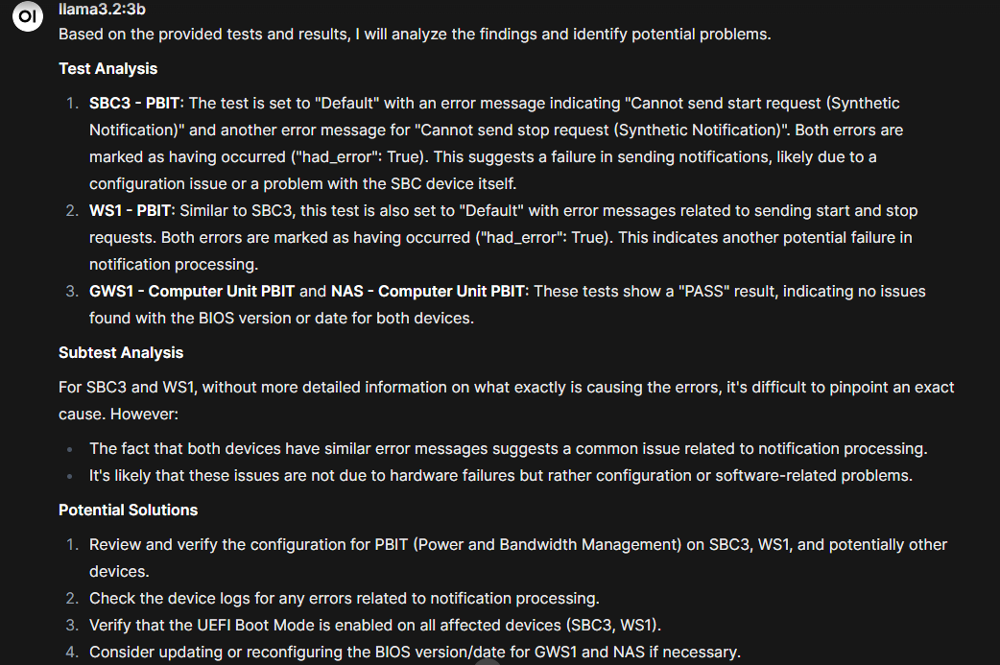 OI
llama3.2:3b
Based on the provided tests and results, I will analyze the findings and identify potential problems.
Test Analysis
1. SBC3 - PBIT: The test is set to "Default" with an error message indicating "Cannot send start request (Synthetic
Notification)" and another error message for "Cannot send stop request (Synthetic Notification)". Both errors are
marked as having occurred ("had_error": True). This suggests a failure in sending notifications, likely due to a
configuration issue or a problem with the SBC device itself.
2. WS1 - PBIT: Similar to SBC3, this test is also set to "Default" with error messages related to sending start and stop
requests. Both errors are marked as having occurred ("had_error": True). This indicates another potential failure in
notification processing.
3. GWS1 - Computer Unit PBIT and NAS - Computer Unit PBIT: These tests show a "PASS" result, indicating no issues
found with the BIOS version or date for both devices.
Subtest Analysis
For SBC3 and WS1, without more detailed information on what exactly is causing the errors, it's difficult to pinpoint an exact
cause. However:
• The fact that both devices have similar error messages suggests a common issue related to notification processing.
• It's likely that these issues are not due to hardware failures but rather configuration or software-related problems.
Potential Solutions
1. Review and verify the configuration for PBIT (Power and Bandwidth Management) on SBC3, WS1, and potentially other
devices.
2. Check the device logs for any errors related to notification processing.
3. Verify that the UEFI Boot Mode is enabled on all affected devices (SBC3, WS1).
4. Consider updating or reconfiguring the BIOS version/date for GWS1 and NAS if necessary.